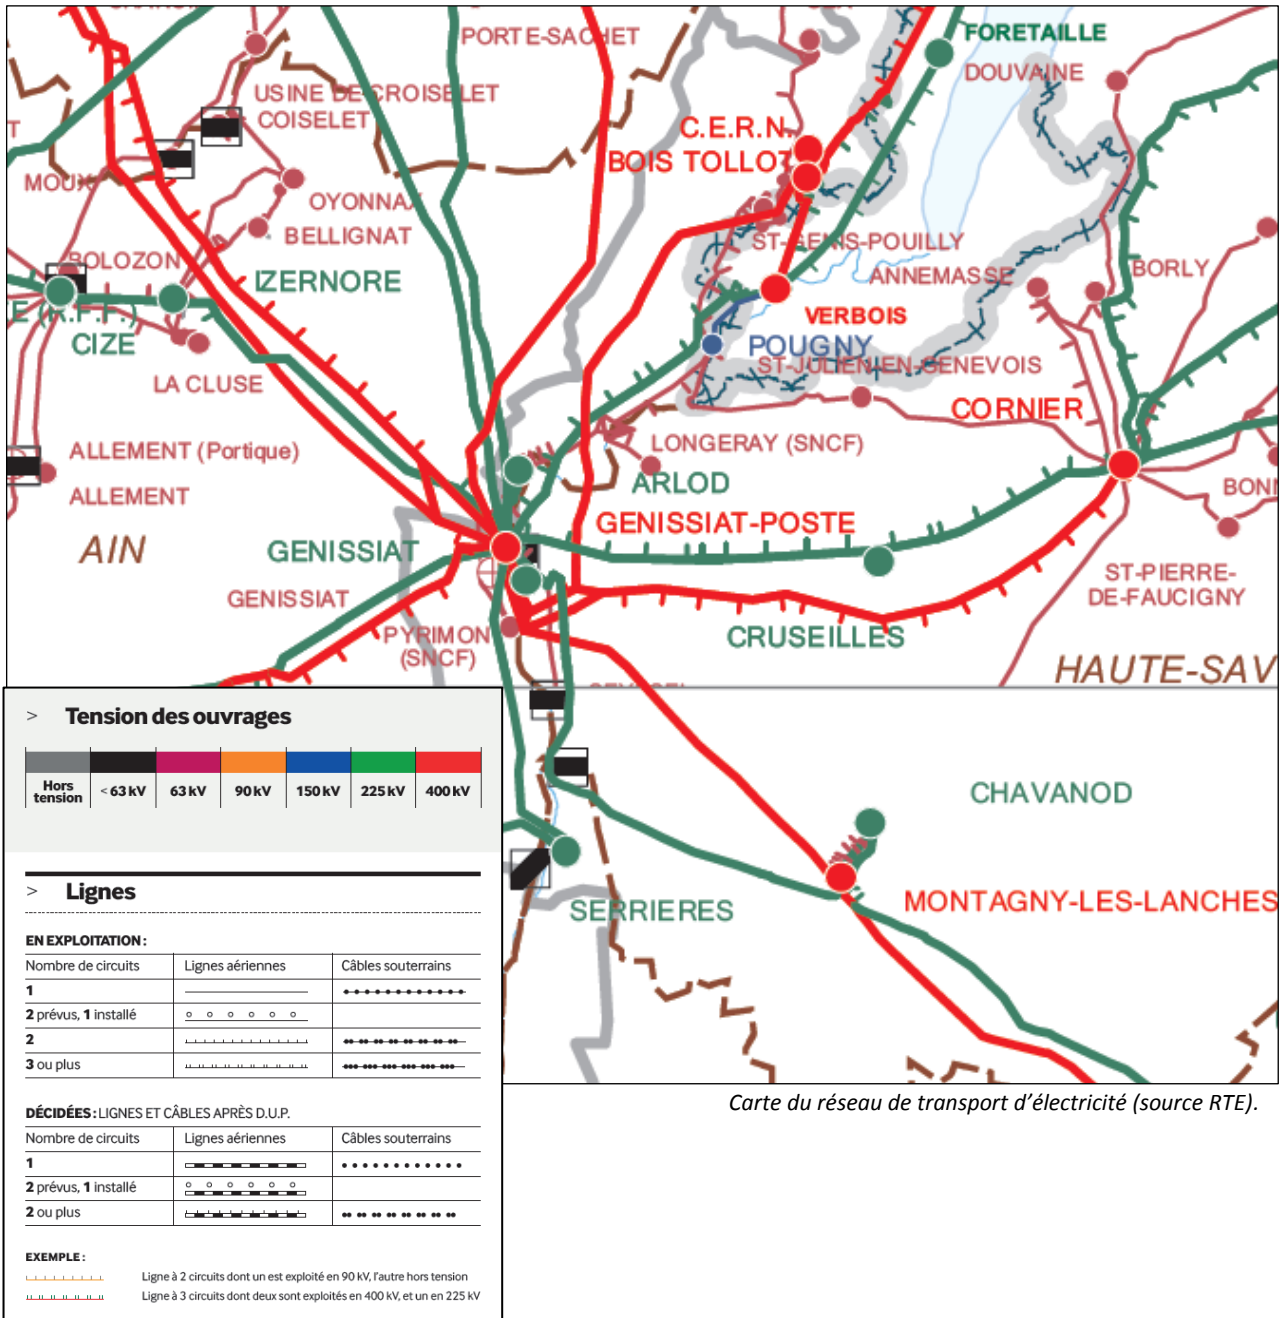 PORTE-SACHET
FORETAILLE
DOUVAINE
USINE DE CROISELET
COISELET
C.E.R.N.
BOIS TOLLOT
MOUX
OYONNA
BELLIGNAT
ST-GENIS-POUILLY
BOLOZON
ANNEMASSE
BORLY
IZERNORE
E (R.F.F.)
CIZE
VERBOIS
POUGNY
ST-JULIEN-EN-GENEVOIS
LA CLUSE
CORNIER
ALLEMENT (Portique)
LONGERAY (SNCF)
ALLEMENT
ARLOD
BONN
GENISSIAT-POSTE
AIN
GENISSIAT
GENISSIAT
ST-PIERRE-
DE-FAUCIGNY
PYRIMON
(SNCF)
CRUSEILLES
HAUTE-SAV
CHAVANOD
MONTAGNY-LES-LANCHES
SERRIERES
> Tension des ouvrages
Hors tension < 63 kV 63 kV 90 kV 150 kV 225 kV 400 kV
> Lignes
EN EXPLOITATION :
Nombre de circuits Lignes aériennes Câbles souterrains
1
2 prévus, 1 installé
2
3 ou plus
DÉCIDÉES : LIGNES ET CÂBLES APRÈS D.U.P.
Nombre de circuits Lignes aériennes Câbles souterrains
1
2 prévus, 1 installé
2 ou plus
EXEMPLE :
Ligne à 2 circuits dont un est exploité en 90 kV, l'autre hors tension
Ligne à 3 circuits dont deux sont exploités en 400 kV, et un en 225 kV
Carte du réseau de transport d'électricité (source RTE).